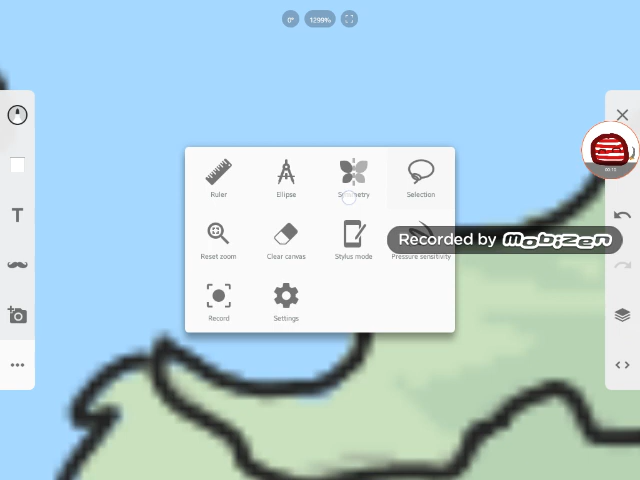 0°
1299%
Ruler
Ellipse
Symmetry
Selection
Reset zoom
Clear canvas
Stylus mode
Pressure sensitivity
Record
Settings
Recorded by mobizen
T